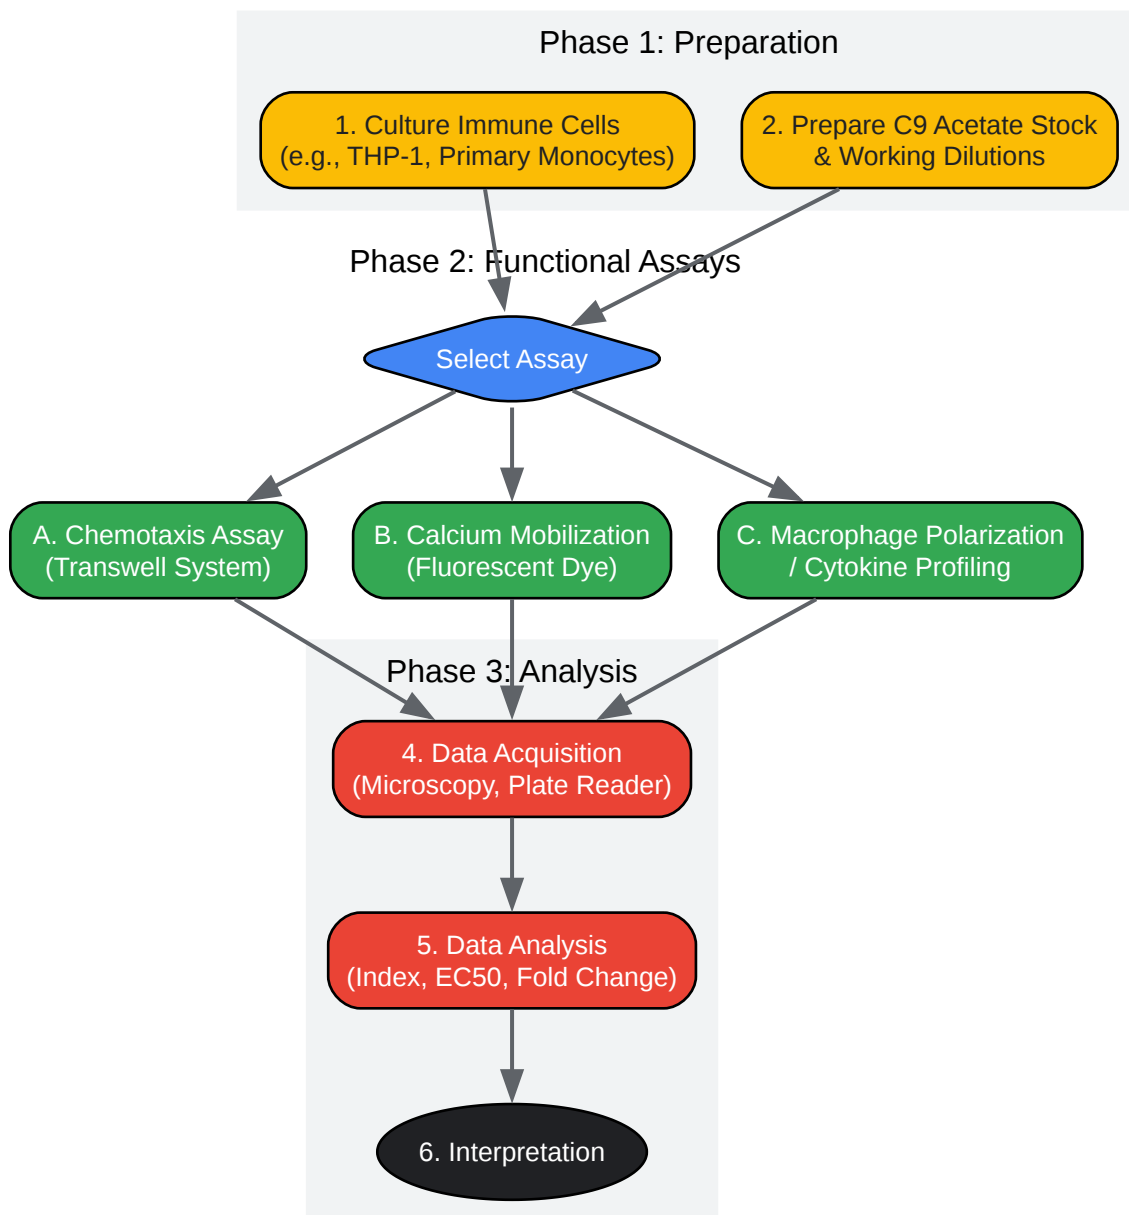 Phase 1: Preparation
1. Culture Immune Cells
(e.g., THP-1, Primary Monocytes)
2. Prepare C9 Acetate Stock
& Working Dilutions
Phase 2: Functional Assays
Select Assay
A. Chemotaxis Assay
(Transwell System)
B. Calcium Mobilization
(Fluorescent Dye)
C. Macrophage Polarization
/ Cytokine Profiling
Phase 3: Analysis
4. Data Acquisition
(Microscopy, Plate Reader)
5. Data Analysis
(Index, EC50, Fold Change)
6. Interpretation